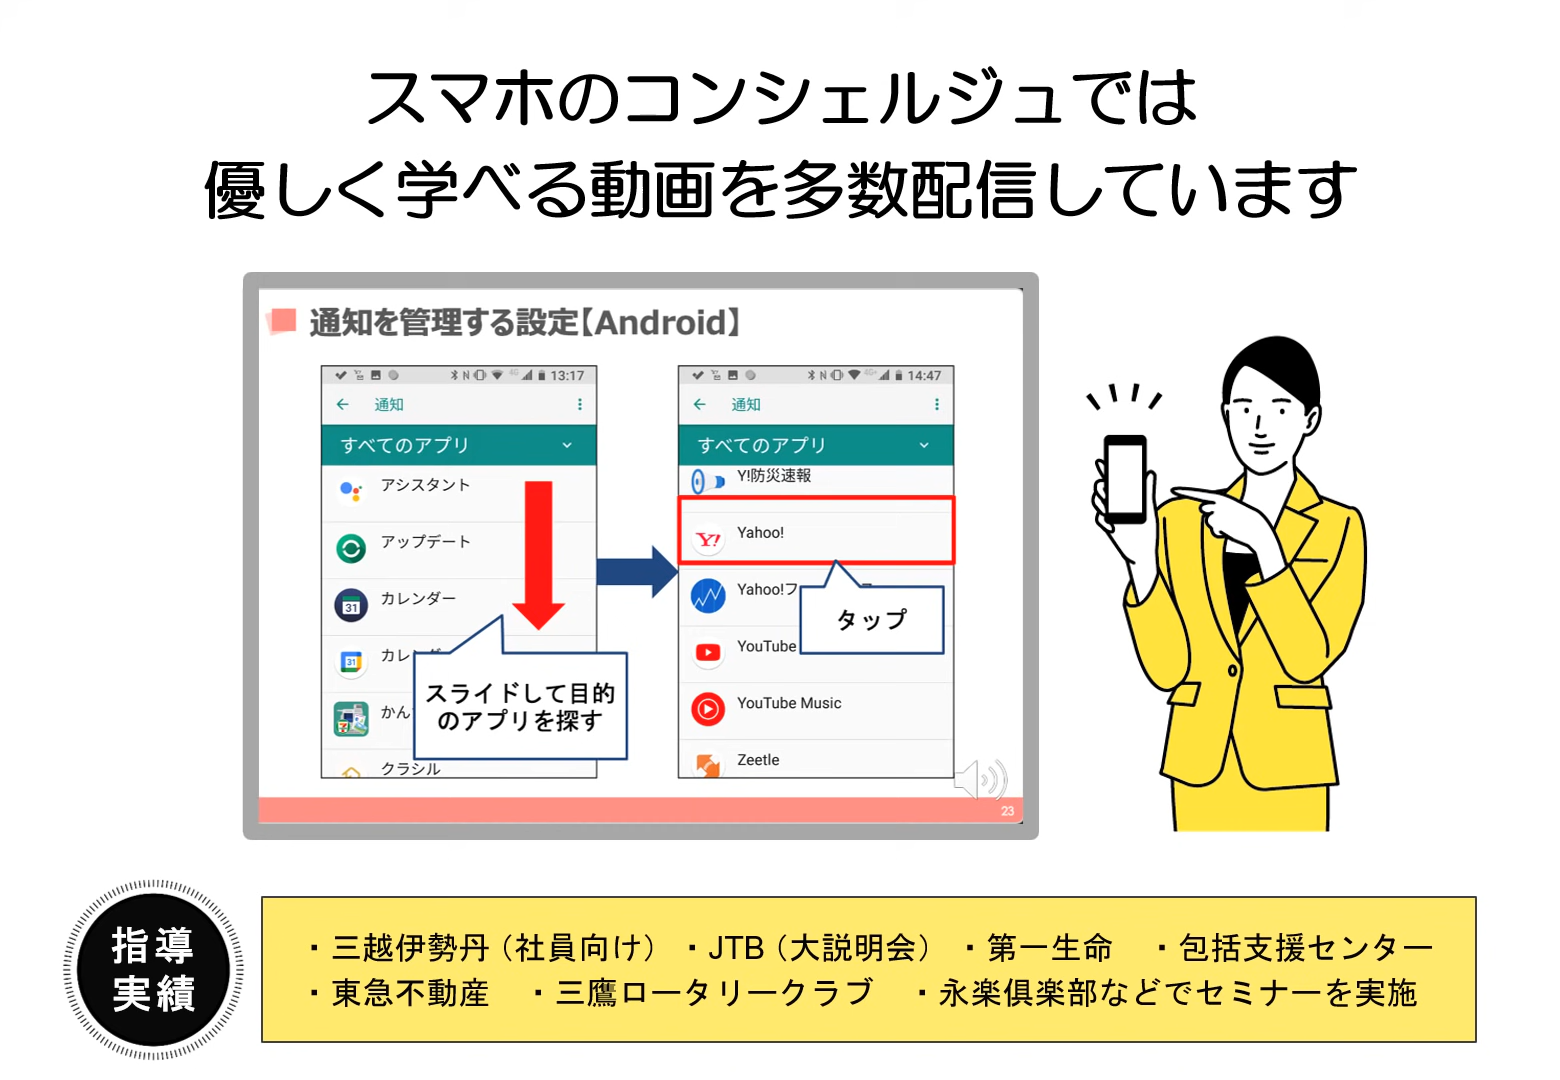 スマホのコンシェルジュでは
優しく学べる動画を多数配信しています
通知を管理する設定【Android】
13:17
通知
すべてのアプリ
アシスタント
アップデート
カレンダー
クラシル
スライドして目的
のアプリを探す
14:47
通知
すべてのアプリ
Y!防災速報
Y! Yahoo!
タップ
YouTube
YouTube Music
Zeetle
23
指導
実績
・三越伊勢丹（社員向け） ・JTB（大説明会） ・第一生命 ・包括支援センター
・東急不動産 ・三鷹ロータリークラブ ・永楽倶楽部などでセミナーを実施